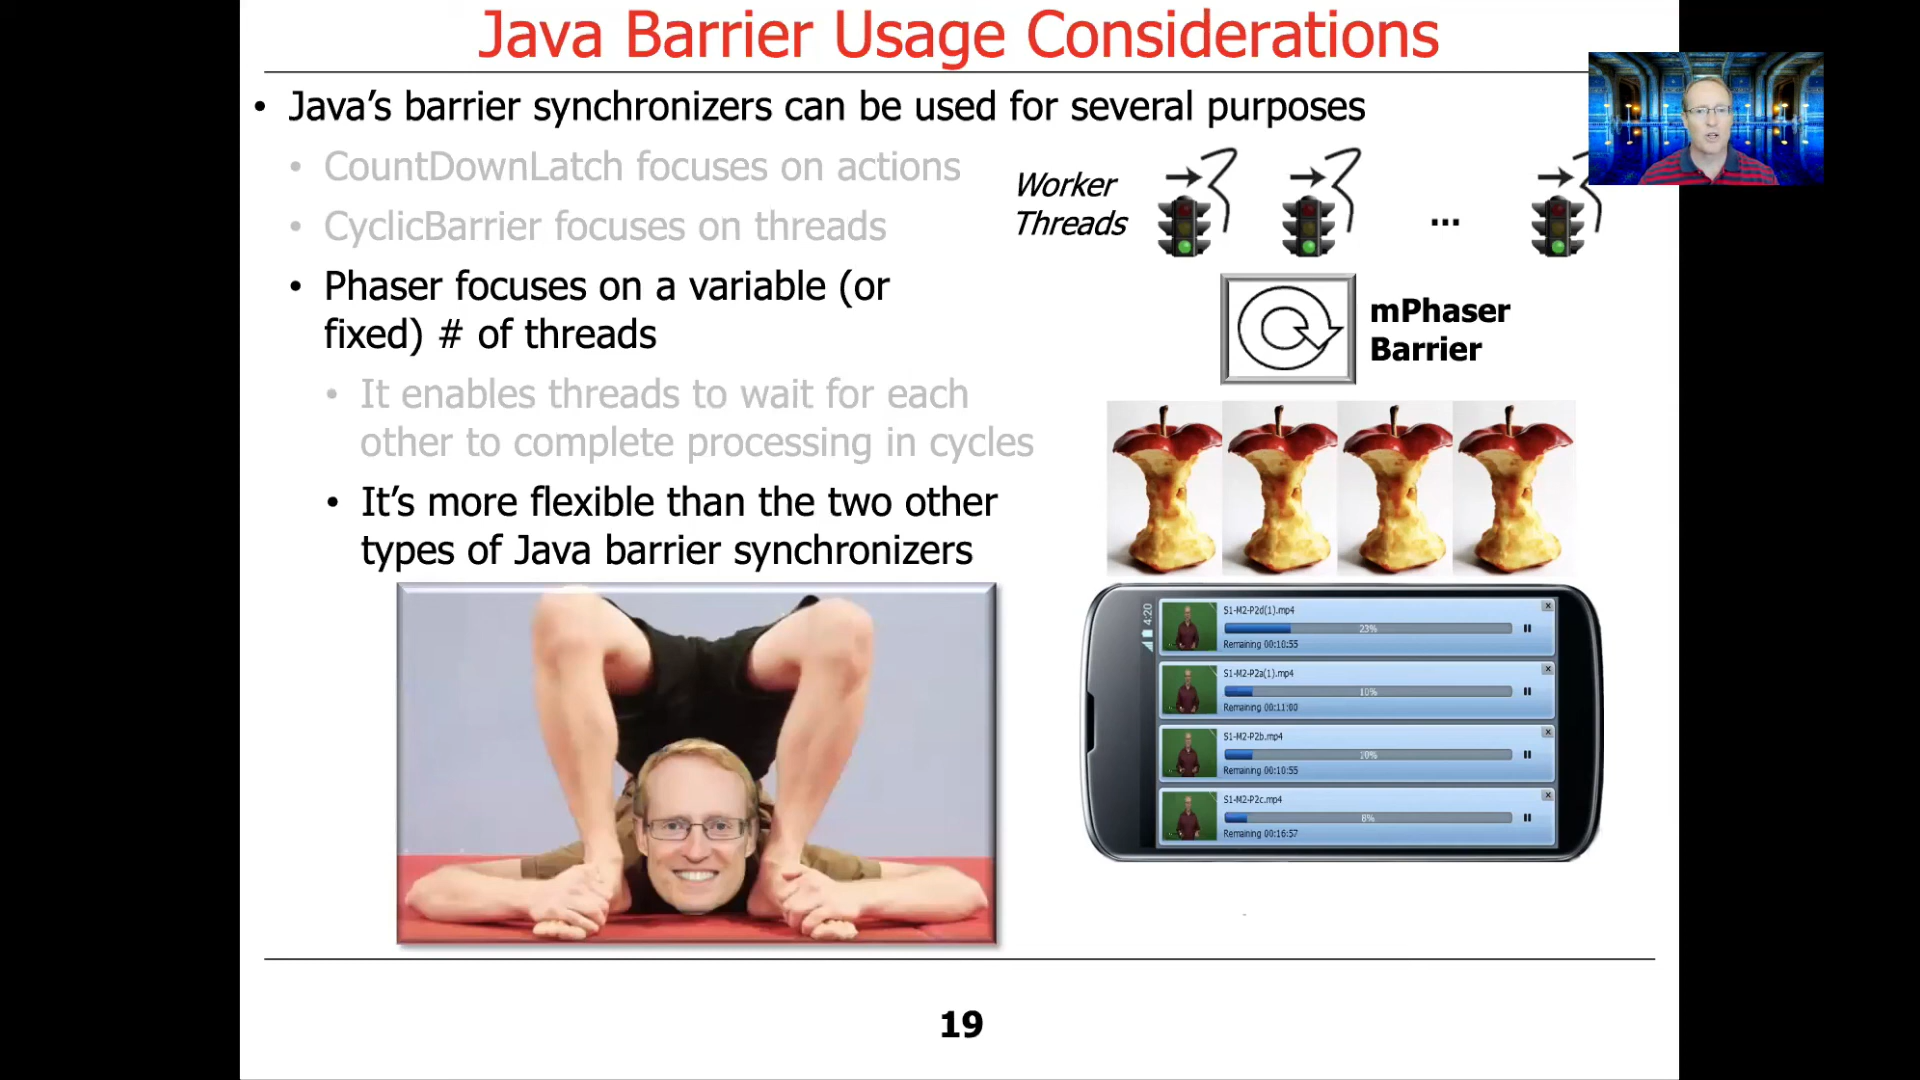 Java Barrier Usage Considerations
• Java’s barrier synchronizers can be used for several purposes
• CountDownLatch focuses on actions
• CyclicBarrier focuses on threads
• Phaser focuses on a variable (or
fixed) # of threads
• It enables threads to wait for each
other to complete processing in cycles
• It’s more flexible than the two other
types of Java barrier synchronizers
Worker
Threads
...
mPhaser
Barrier
4:20
S1-M2-P2d(1).mp4
23%
Remaining 00:10:55
S1-M2-P2a(1).mp4
10%
Remaining 00:11:00
S1-M2-P2b.mp4
10%
Remaining 00:10:55
S1-M2-P2c.mp4
8%
Remaining 00:16:57
19